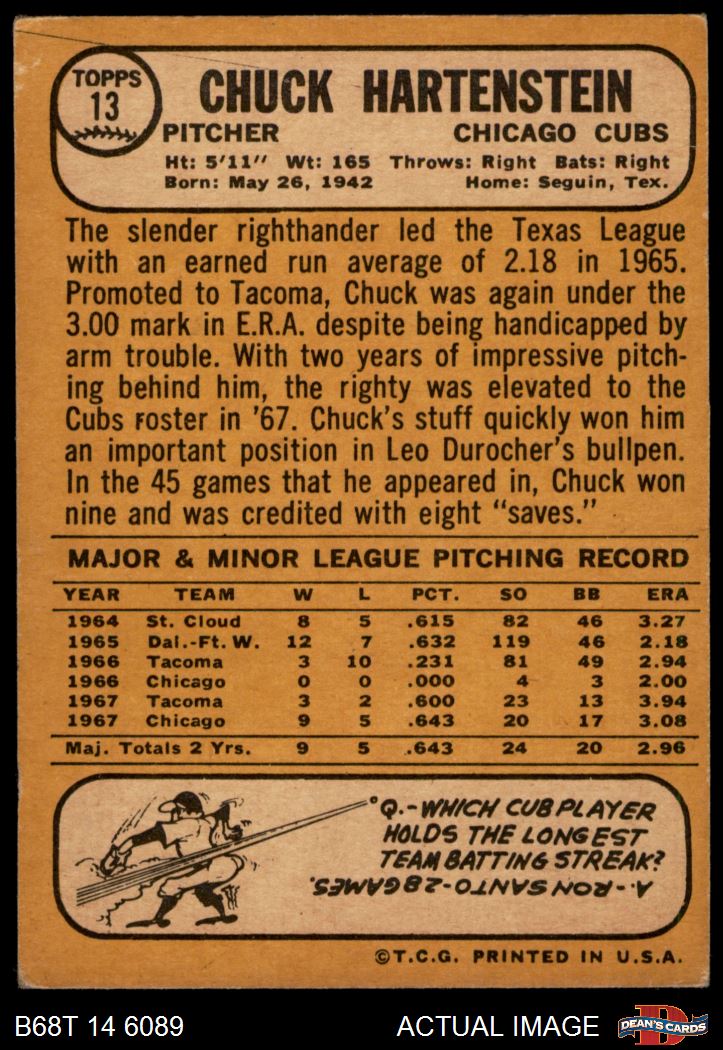 TOPPS
13
CHUCK HARTENSTEIN
PITCHER CHICAGO CUBS
Ht: 5'11" Wt: 165 Throws: Right Bats: Right
Born: May 26, 1942 Home: Seguin, Tex.
The slender righthander led the Texas League
with an earned run average of 2.18 in 1965.
Promoted to Tacoma, Chuck was again under the
3.00 mark in E.R.A. despite being handicapped by
arm trouble. With two years of impressive pitch-
ing behind him, the righty was elevated to the
Cubs roster in '67. Chuck's stuff quickly won him
an important position in Leo Durocher's bullpen.
In the 45 games that he appeared in, Chuck won
nine and was credited with eight "saves."
MAJOR & MINOR LEAGUE PITCHING RECORD
YEAR TEAM W L PCT. SO BB ERA
1964 St. Cloud 8 5 .615 82 46 3.27
1965 Dal.-Ft. W. 12 7 .632 119 46 2.18
1966 Tacoma 3 10 .231 81 49 2.94
1966 Chicago 0 0 .000 4 3 2.00
1967 Tacoma 3 2 .600 23 13 3.94
1967 Chicago 9 5 .643 20 17 3.08
Maj. Totals 2 Yrs. 9 5 .643 24 20 2.96
Q.-WHICH CUB PLAYER
HOLDS THE LONGEST
TEAM BATTING STREAK?
A.-RON SANTO-28 GAMES.
©T.C.G. PRINTED IN U.S.A.
B68T 14 6089 ACTUAL IMAGE
D
DEAN'S CARDS